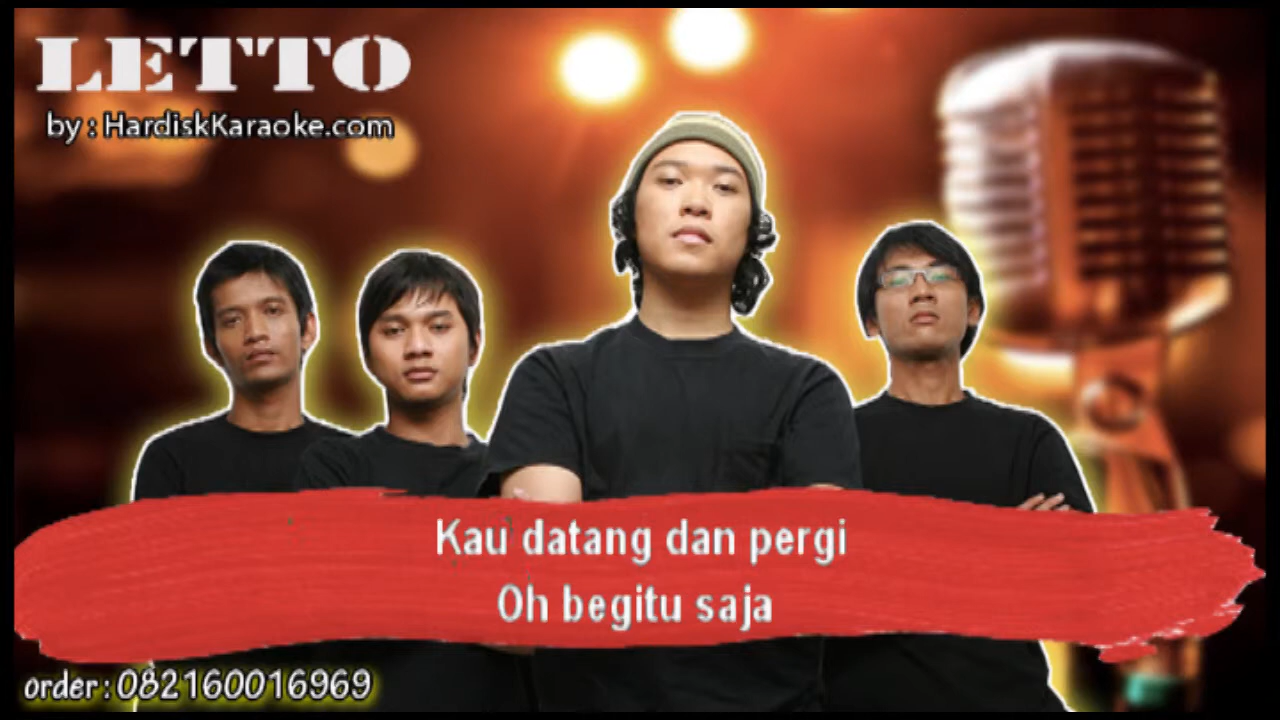 LETTO
by : HardiskKaraoke.com
Kau datang dan pergi
Oh begitu saja
order : 082160016969